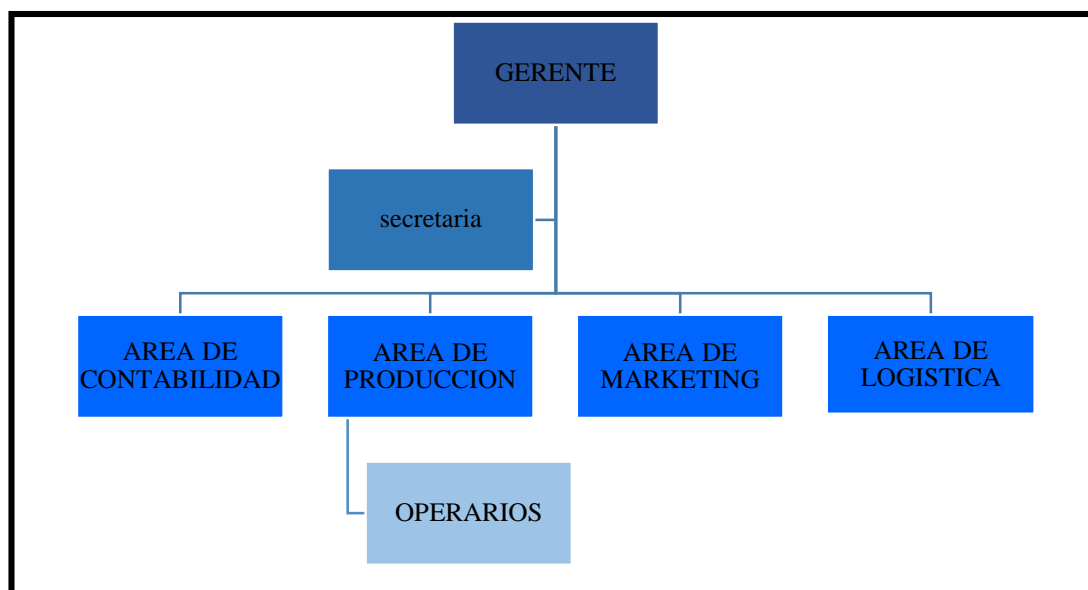 GERENTE
secretaria
AREA DE
CONTABILIDAD
AREA DE
PRODUCCION
AREA DE
MARKETING
AREA DE
LOGISTICA
OPERARIOS